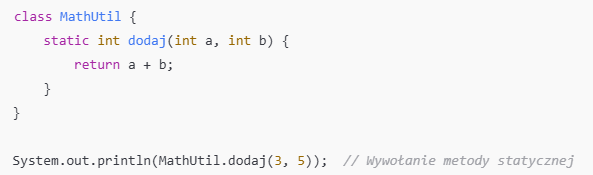 class MathUtil {
    static int dodaj(int a, int b) {
        return a + b;
    }
}

System.out.println(MathUtil.dodaj(3, 5));  // Wywołanie metody statycznej